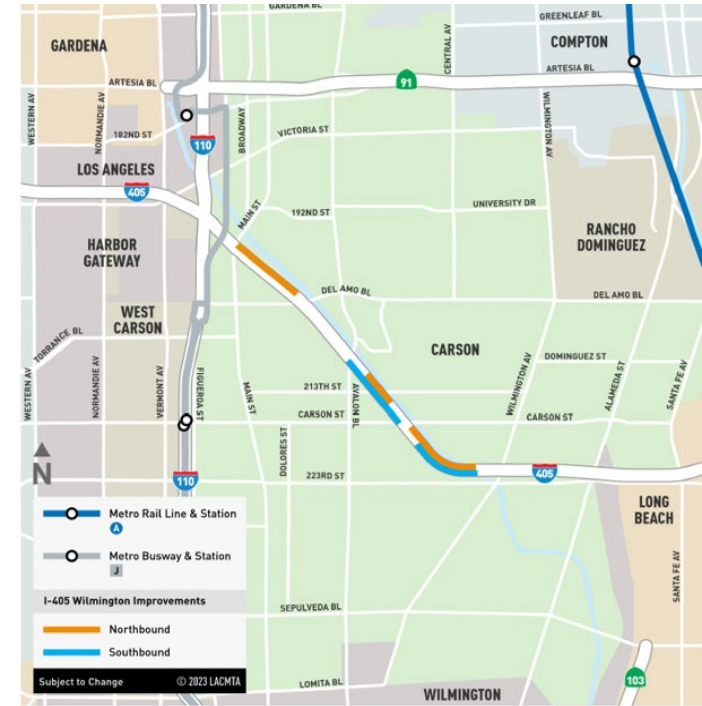 GARDENA BL
GREENLEAF BL
GARDENA
COMPTON
CENTRAL AV
ARTESIA BL
ARTESIA BL
91
WESTERN AV
NORMANDIE AV
BROADWAY
WILMINGTON AV
182ND ST
VICTORIA ST
110
LOS ANGELES
405
MAIN ST
192ND ST
UNIVERSITY DR
RANCHO
DOMINGUEZ
HARBOR
GATEWAY
DEL AMO BL
DEL AMO BL
WEST
CARSON
TORRANCE BL
CARSON
DOMINGUEZ ST
WESTERN AV
NORMANDIE AV
VERMONT AV
FIGUEROA ST
MAIN ST
213TH ST
AVALON BL
WILMINGTON AV
ALAMEDA ST
SANTA FE AV
CARSON ST
CARSON ST
DOLORES ST
N
110
223RD ST
405
LONG
BEACH
Metro Rail Line & Station
A
Metro Busway & Station
J
SANTA FE AV
I-405 Wilmington Improvements
SEPULVEDA BL
Northbound
Southbound
Subject to Change © 2023 LACMTA
LOMITA BL
WILMINGTON
103